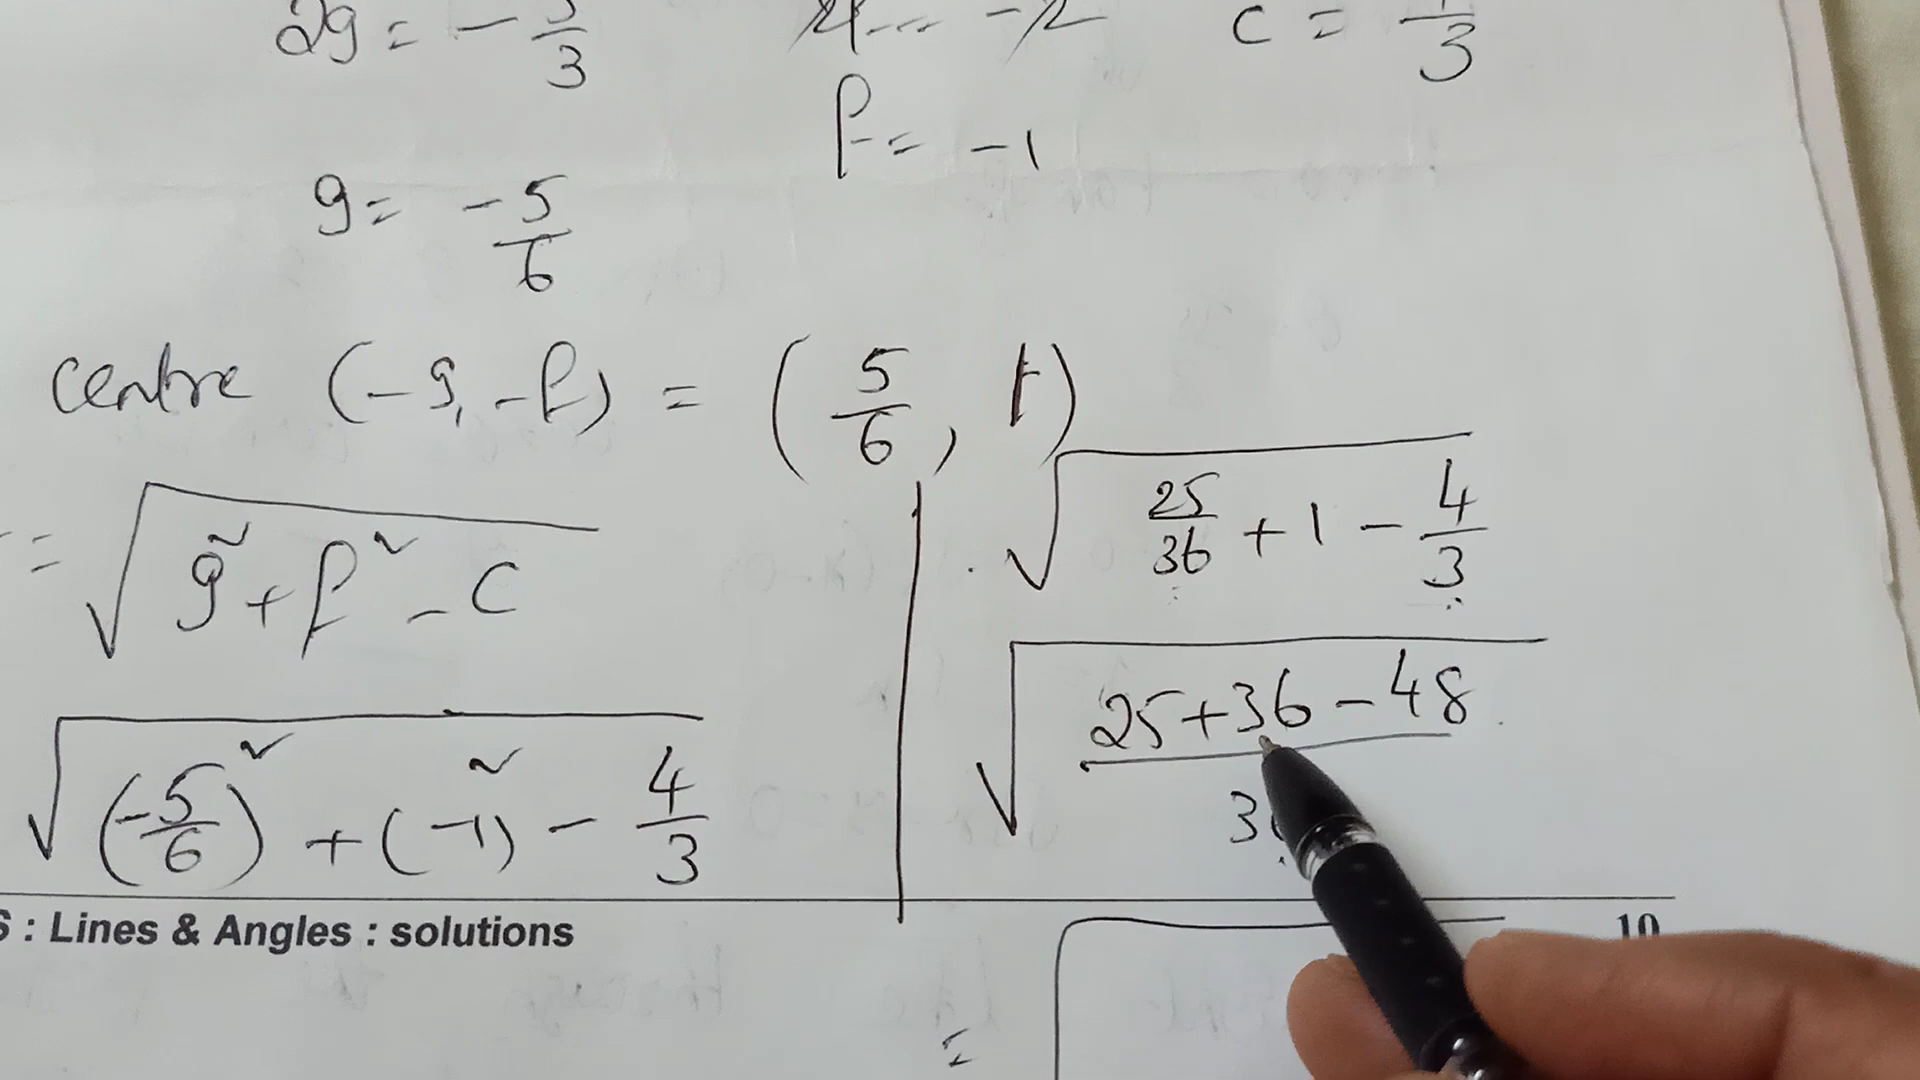 2g = - 5/3
c = 4/3
f = -1
g = -5/6
centre (-g, -f) = (5/6, 1)
= √(g² + f² - c)
√((-5/6)² + (-1)² - 4/3)
√(25/36 + 1 - 4/3)
√((25+36-48)/36)
S : Lines & Angles : solutions
10
=